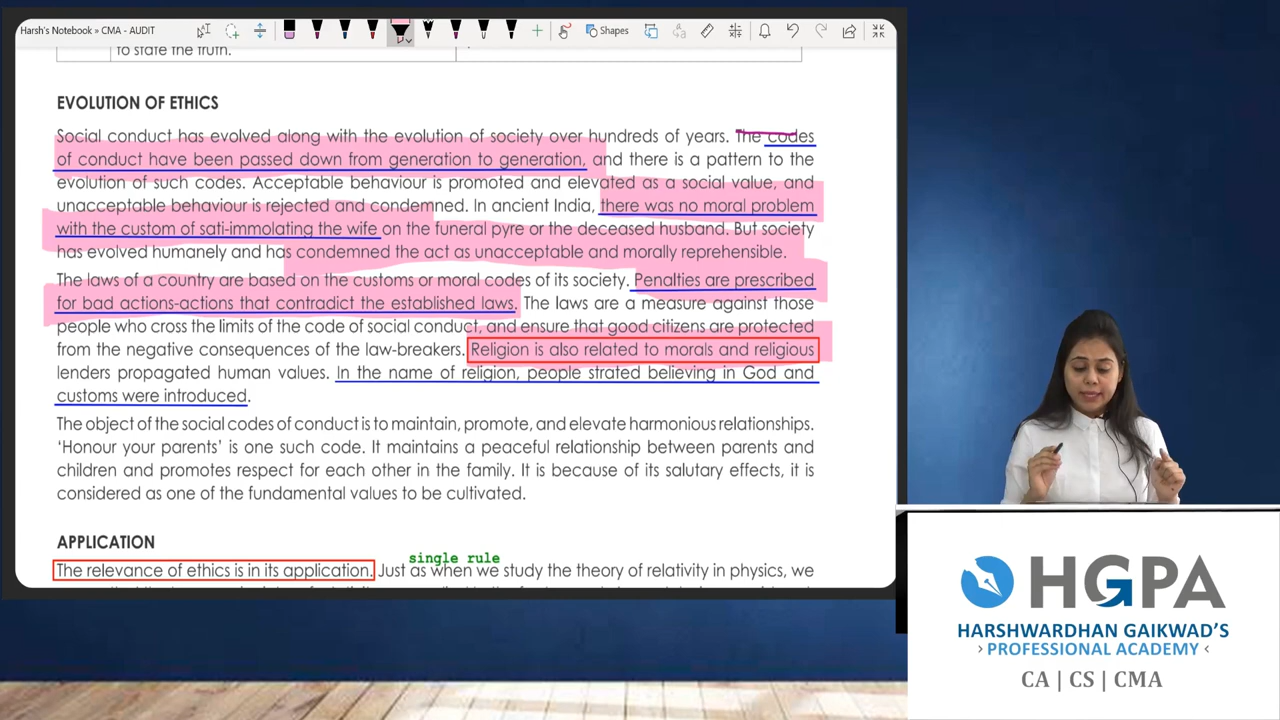 Harsh's Notebook » CMA - AUDIT
Shapes
to state the truth.
EVOLUTION OF ETHICS
Social conduct has evolved along with the evolution of society over hundreds of years. The codes
of conduct have been passed down from generation to generation, and there is a pattern to the
evolution of such codes. Acceptable behaviour is promoted and elevated as a social value, and
unacceptable behaviour is rejected and condemned. In ancient India, there was no moral problem
with the custom of sati-immolating the wife on the funeral pyre or the deceased husband. But society
has evolved humanely and has condemned the act as unacceptable and morally reprehensible.
The laws of a country are based on the customs or moral codes of its society. Penalties are prescribed
for bad actions-actions that contradict the established laws. The laws are a measure against those
people who cross the limits of the code of social conduct, and ensure that good citizens are protected
from the negative consequences of the law-breakers. Religion is also related to morals and religious
lenders propagated human values. In the name of religion, people strated believing in God and
customs were introduced.
The object of the social codes of conduct is to maintain, promote, and elevate harmonious relationships.
‘Honour your parents’ is one such code. It maintains a peaceful relationship between parents and
children and promotes respect for each other in the family. It is because of its salutary effects, it is
considered as one of the fundamental values to be cultivated.
APPLICATION
single rule
The relevance of ethics is in its application. Just as when we study the theory of relativity in physics, we
HGPA
HARSHWARDHAN GAIKWAD'S
› PROFESSIONAL ACADEMY ‹
CA | CS | CMA